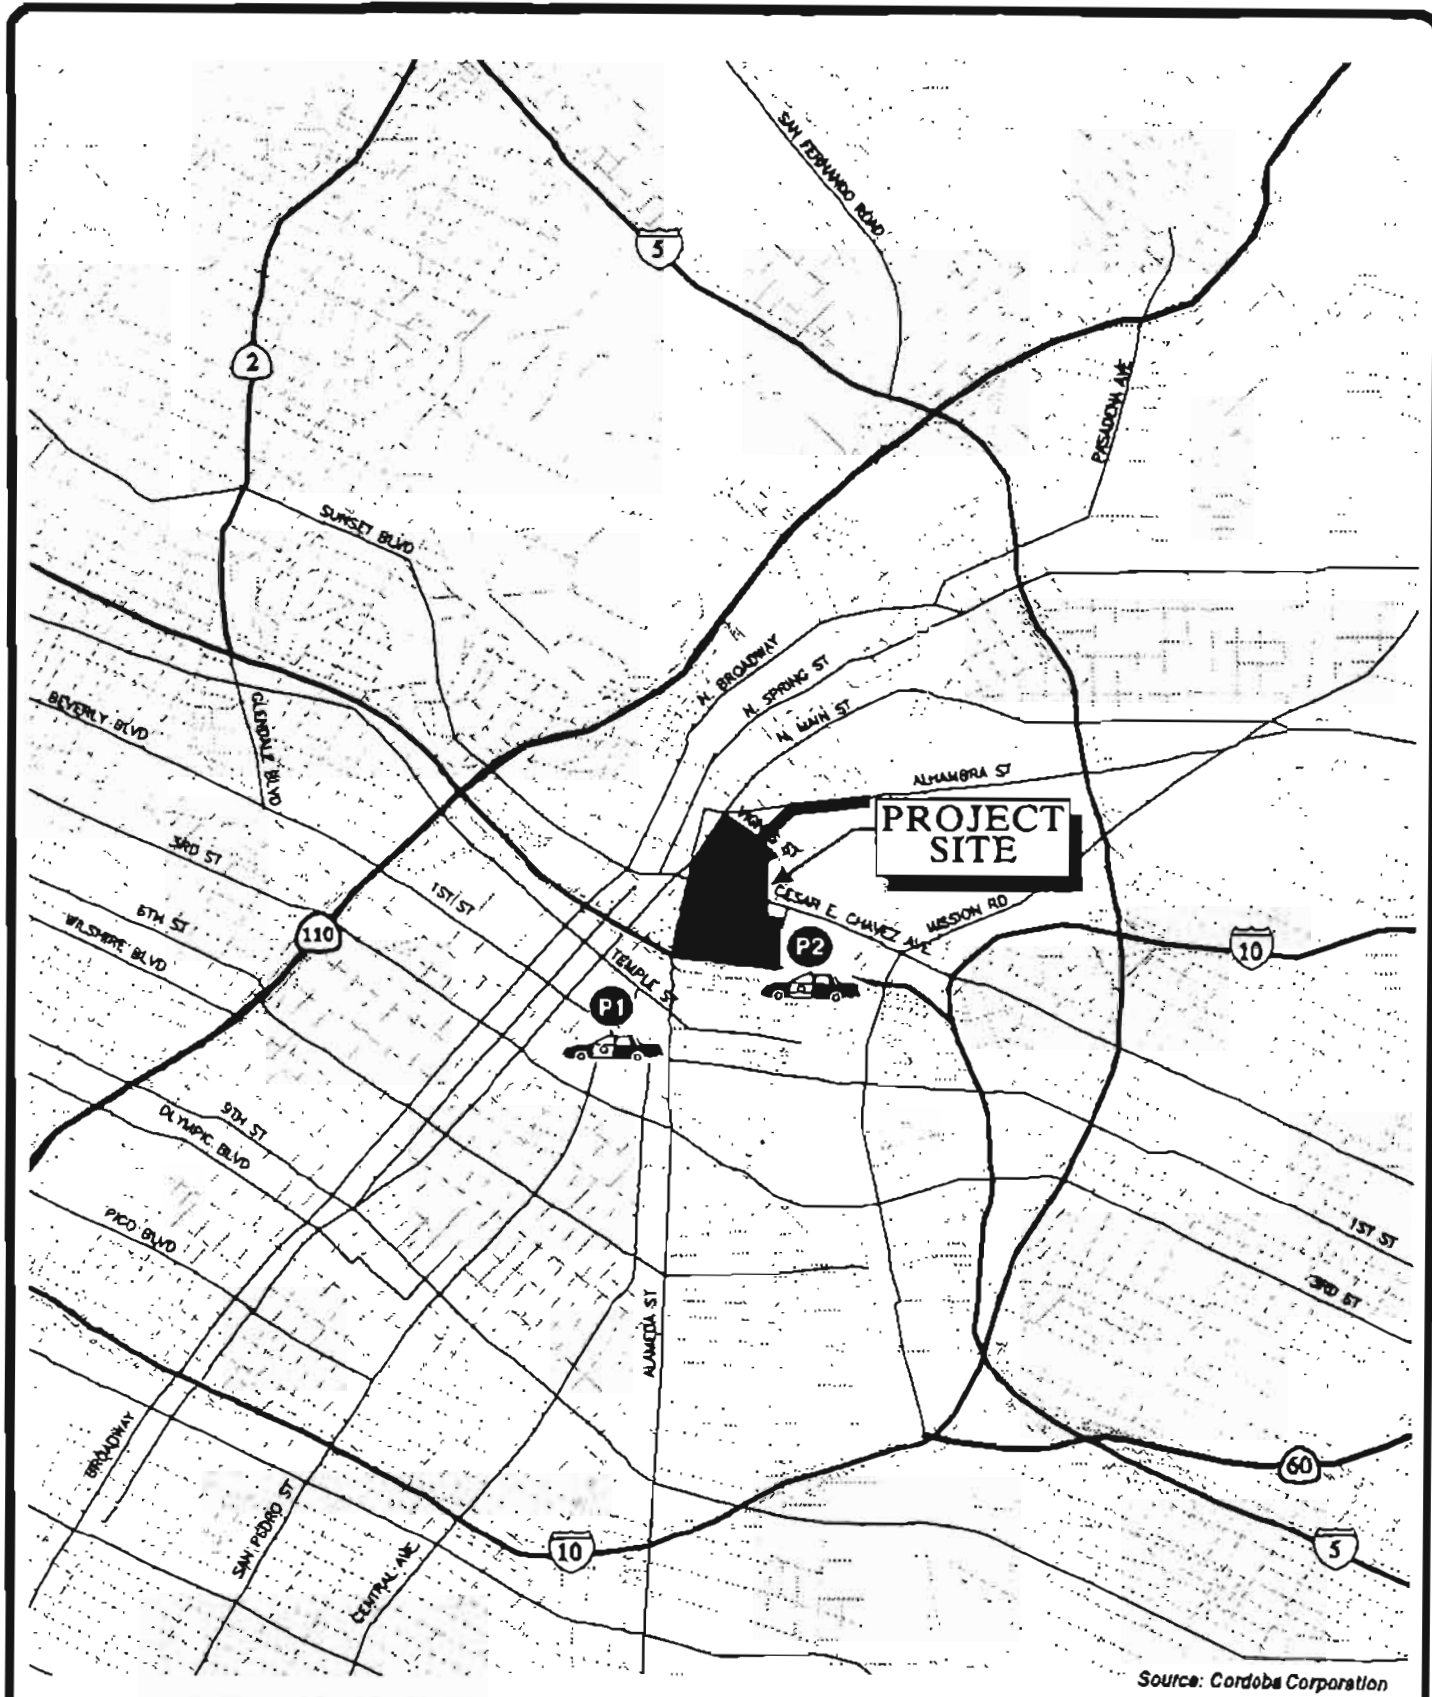 SAN FERNANDO ROAD
5
2
PASADENA AVE
SUNSET BLVD
N. BROADWAY
N. SPRING ST
N. MAIN ST
GLENDALE BLVD
BEVERLY BLVD
ALHAMBRA ST
PROJECT
SITE
VIGNES ST
3RD ST
1ST ST
CESAR E. CHAVEZ AVE
MISSION RD
6TH ST
WILSHIRE BLVD
110
P2
10
TEMPLE ST
P1
9TH ST
OLYMPIC BLVD
PICO BLVD
1ST ST
3RD ST
ALAMEDA ST
BROADWAY
SAN PEDRO ST
CENTRAL AVE
60
10
5
Source: Cordoba Corporation